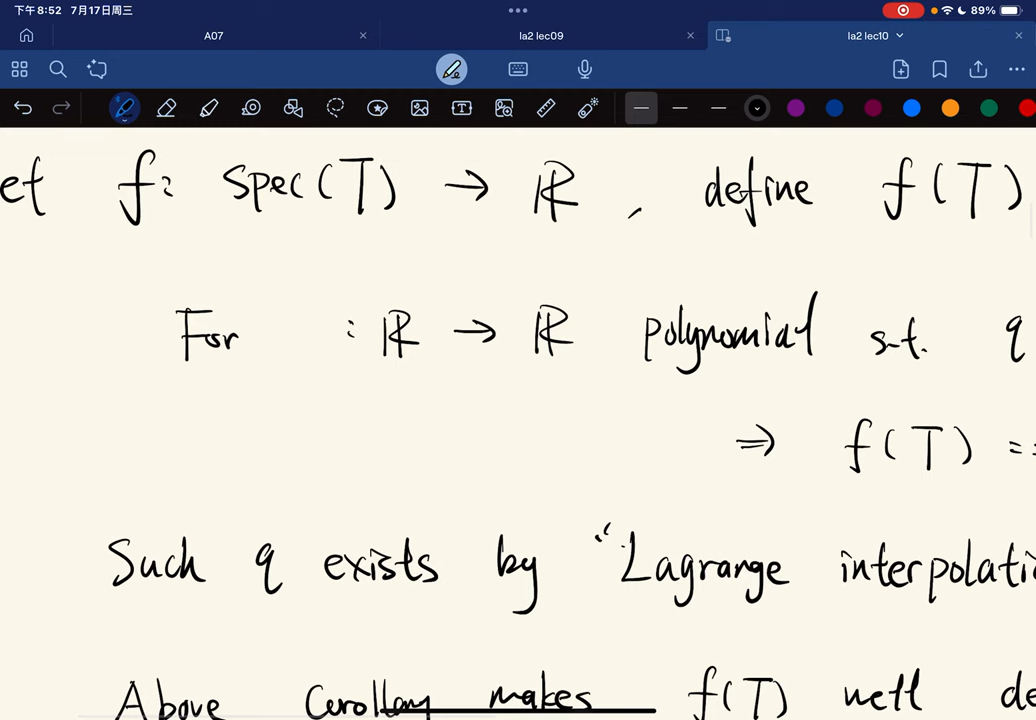 下午8:52 7月17日周三
89%
A07
la2 lec09
la2 lec10
et f: spec(T) → ℝ , define f(T)
For : ℝ → ℝ polynomial s.t. q
⇒ f(T) :=
Such q exists by "Lagrange interpolati
Above Corollary makes f(T) well de